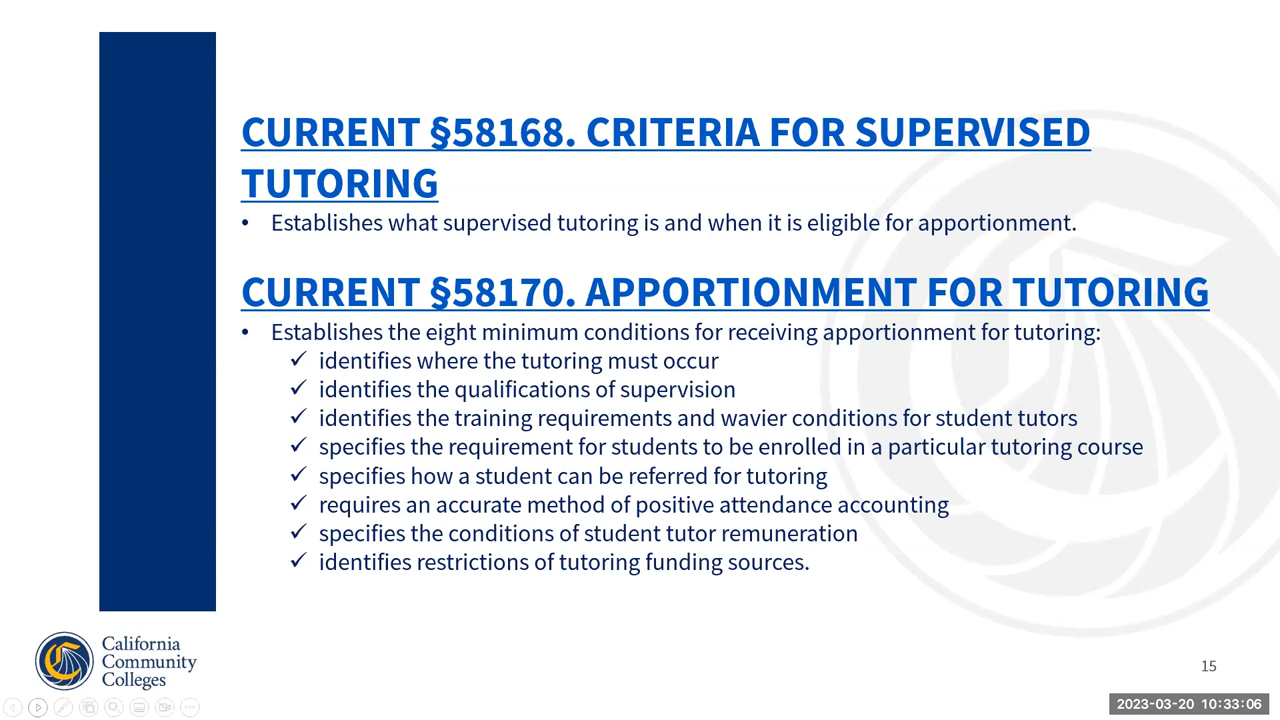 CURRENT §58168. CRITERIA FOR SUPERVISED
TUTORING
• Establishes what supervised tutoring is and when it is eligible for apportionment.
CURRENT §58170. APPORTIONMENT FOR TUTORING
• Establishes the eight minimum conditions for receiving apportionment for tutoring:
✓ identifies where the tutoring must occur
✓ identifies the qualifications of supervision
✓ identifies the training requirements and wavier conditions for student tutors
✓ specifies the requirement for students to be enrolled in a particular tutoring course
✓ specifies how a student can be referred for tutoring
✓ requires an accurate method of positive attendance accounting
✓ specifies the conditions of student tutor remuneration
✓ identifies restrictions of tutoring funding sources.
California
Community
Colleges
15
2023-03-20 10:33:06